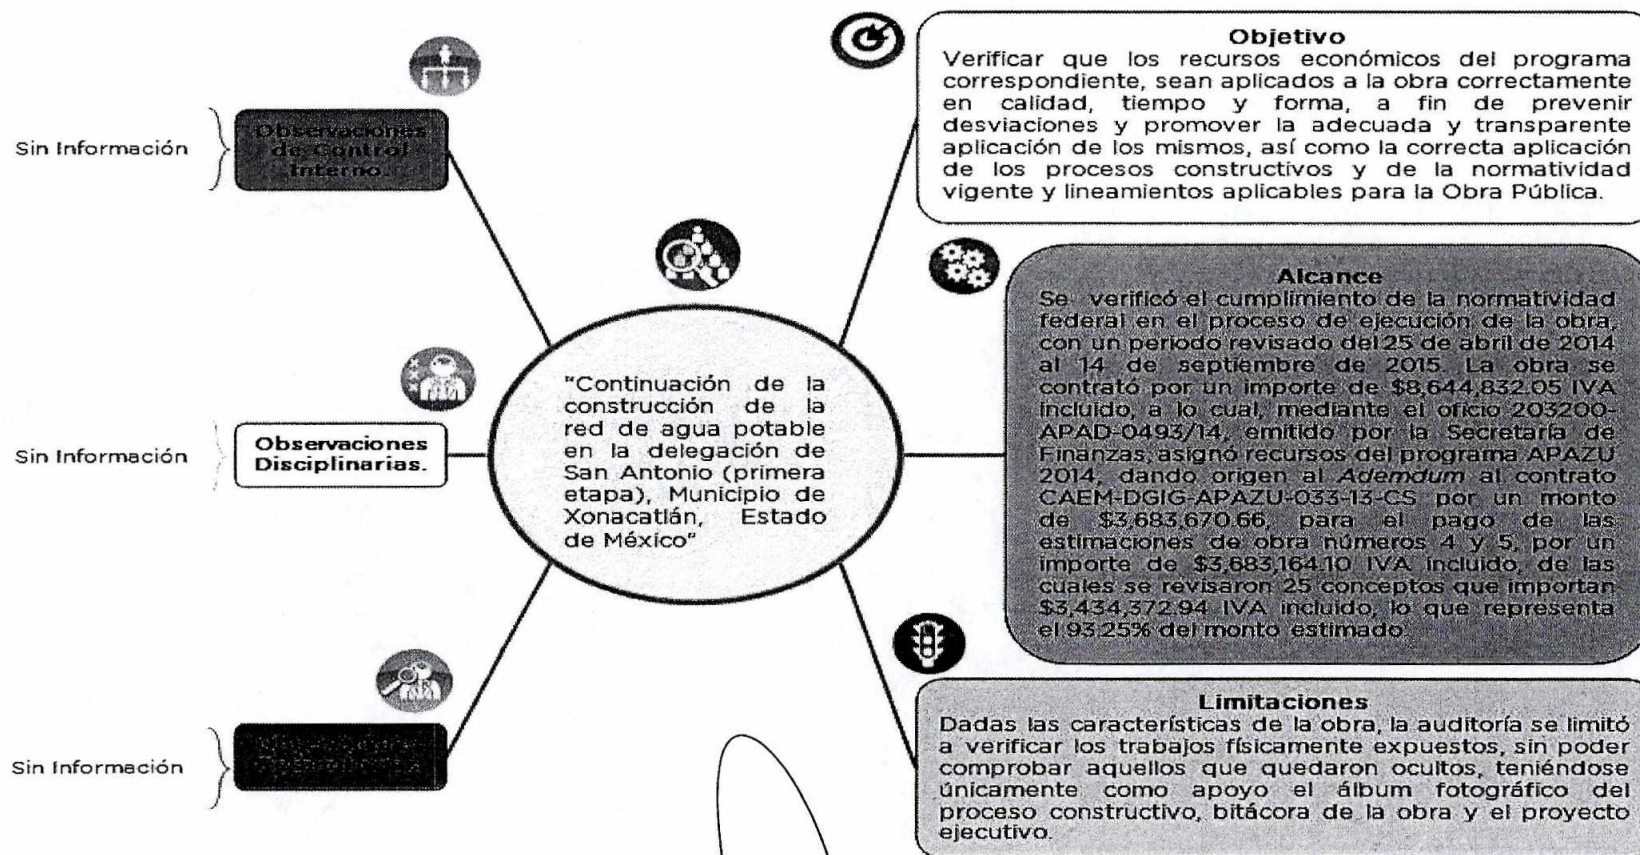 Objetivo
Verificar que los recursos económicos del programa
correspondiente, sean aplicados a la obra correctamente
en calidad, tiempo y forma, a fin de prevenir
desviaciones y promover la adecuada y transparente
aplicación de los mismos, así como la correcta aplicación
de los procesos constructivos y de la normatividad
vigente y lineamientos aplicables para la Obra Pública.
Sin Información
Observaciones
de Control
Interno.
Alcance
Se verificó el cumplimiento de la normatividad
federal en el proceso de ejecución de la obra,
con un periodo revisado del 25 de abril de 2014
al 14 de septiembre de 2015. La obra se
contrató por un importe de $8,644,832.05 IVA
incluido, a lo cual, mediante el oficio 203200-
APAD-0493/14, emitido por la Secretaría de
Finanzas, asignó recursos del programa APAZU
2014, dando origen al Ademdum al contrato
CAEM-DGIG-APAZU-033-13-CS por un monto
de $3,683,670.66, para el pago de las
estimaciones de obra números 4 y 5, por un
importe de $3,683,164.10 IVA incluido, de las
cuales se revisaron 25 conceptos que importan
$3,434,372.94 IVA incluido, lo que representa
el 93.25% del monto estimado.
"Continuación de la
construcción de la
red de agua potable
en la delegación de
San Antonio (primera
etapa), Municipio de
Xonacatlán, Estado
de México"
Sin Información
Observaciones
Disciplinarias.
Sin Información
Limitaciones
Dadas las características de la obra, la auditoría se limitó
a verificar los trabajos físicamente expuestos, sin poder
comprobar aquellos que quedaron ocultos, teniéndose
únicamente como apoyo el álbum fotográfico del
proceso constructivo, bitácora de la obra y el proyecto
ejecutivo.